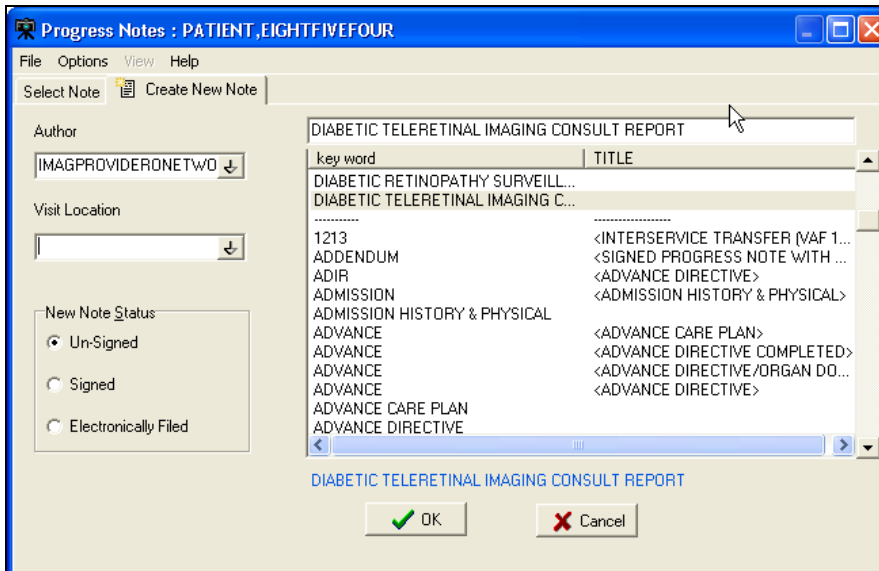 Progress Notes : PATIENT,EIGHTFIVEFOUR
File Options View Help
Select Note Create New Note
Author
IMAGPROVIDERONETWO
Visit Location
New Note Status
Un-Signed
Signed
Electronically Filed
DIABETIC TELERETINAL IMAGING CONSULT REPORT
key word TITLE
DIABETIC RETINOPATHY SURVEILL...
DIABETIC TELERETINAL IMAGING C...
----------- -------------------
1213 <INTERSERVICE TRANSFER (VAF 1...
ADDENDUM <SIGNED PROGRESS NOTE WITH ...
ADIR <ADVANCE DIRECTIVE>
ADMISSION <ADMISSION HISTORY & PHYSICAL>
ADMISSION HISTORY & PHYSICAL
ADVANCE <ADVANCE CARE PLAN>
ADVANCE <ADVANCE DIRECTIVE COMPLETED>
ADVANCE <ADVANCE DIRECTIVE/ORGAN DO...
ADVANCE <ADVANCE DIRECTIVE>
ADVANCE CARE PLAN
ADVANCE DIRECTIVE
DIABETIC TELERETINAL IMAGING CONSULT REPORT
OK Cancel